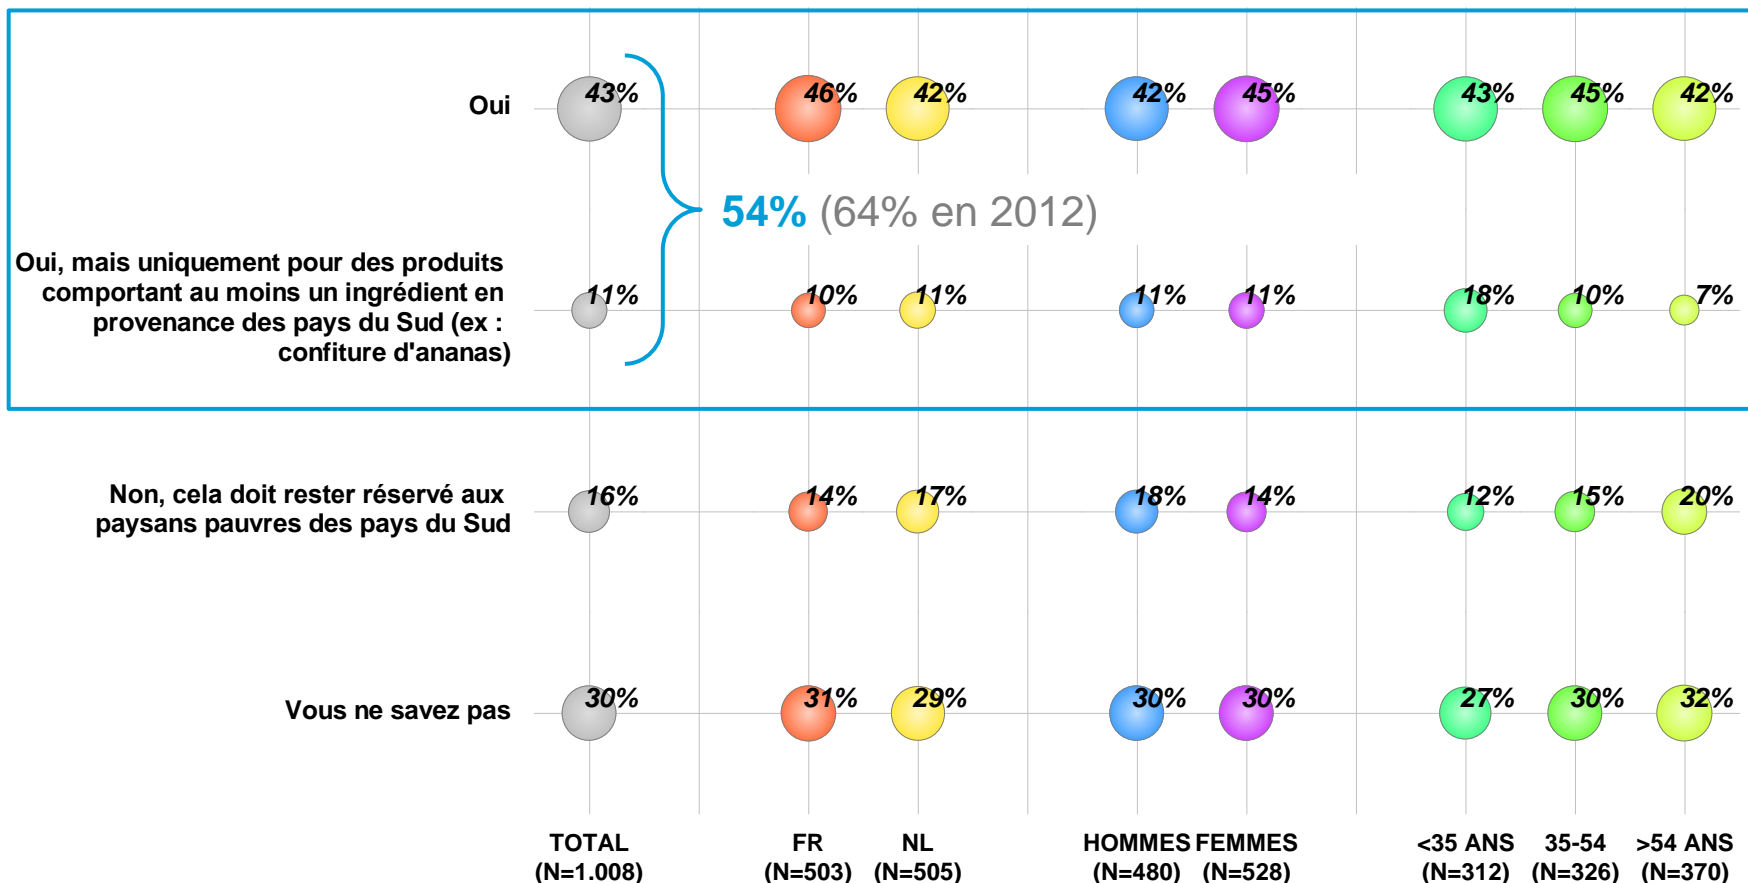 Oui
43% 46% 42% 42% 45% 43% 45% 42%
54% (64% en 2012)
Oui, mais uniquement pour des produits
comportant au moins un ingrédient en
provenance des pays du Sud (ex :
confiture d'ananas)
11% 10% 11% 11% 11% 18% 10% 7%
Non, cela doit rester réservé aux
paysans pauvres des pays du Sud
16% 14% 17% 18% 14% 12% 15% 20%
Vous ne savez pas
30% 31% 29% 30% 30% 27% 30% 32%
TOTAL FR NL HOMMES FEMMES <35 ANS 35-54 >54 ANS
(N=1.008) (N=503) (N=505) (N=480) (N=528) (N=312) (N=326) (N=370)